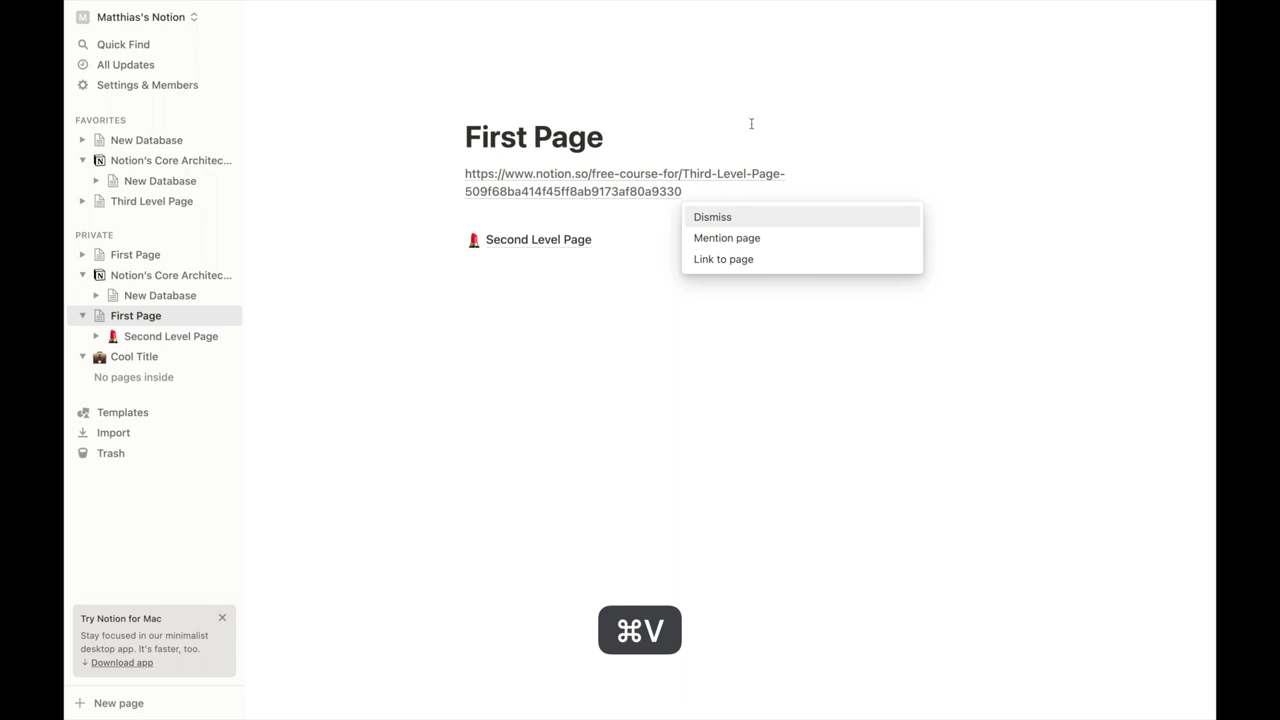 M Matthias's Notion
Quick Find
All Updates
Settings & Members
FAVORITES
New Database
Notion's Core Architec...
New Database
Third Level Page
PRIVATE
First Page
Notion's Core Architec...
New Database
First Page
Second Level Page
Cool Title
No pages inside
Templates
Import
Trash
Try Notion for Mac
Stay focused in our minimalist
desktop app. It's faster, too.
↓ Download app
+ New page
First Page
https://www.notion.so/free-course-for/Third-Level-Page-
509f68ba414f45ff8ab9173af80a9330
Dismiss
Mention page
Link to page
Second Level Page
⌘V